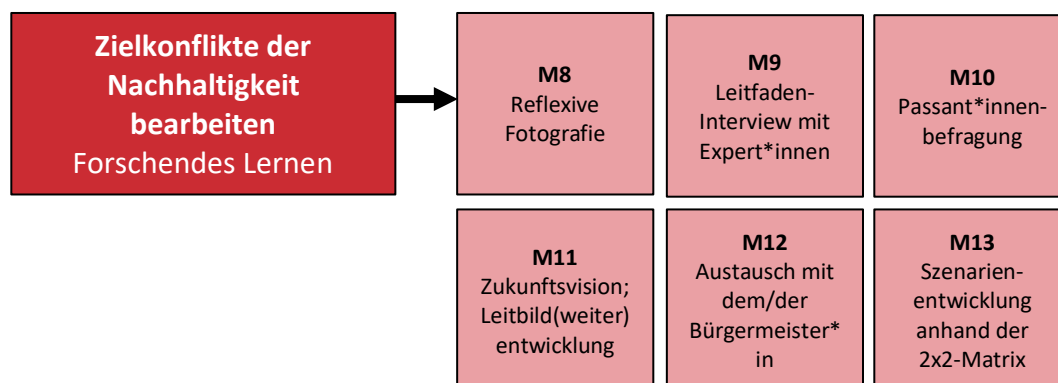 Zielkonflikte der
Nachhaltigkeit
bearbeiten
Forschendes Lernen
M8
Reflexive
Fotografie
M9
Leitfaden-
Interview mit
Expert*innen
M10
Passant*innen-
befragung
M11
Zukunftsvision;
Leitbild(weiter)
entwicklung
M12
Austausch mit
dem/der
Bürgermeister*
in
M13
Szenarien-
entwicklung
anhand der
2x2-Matrix